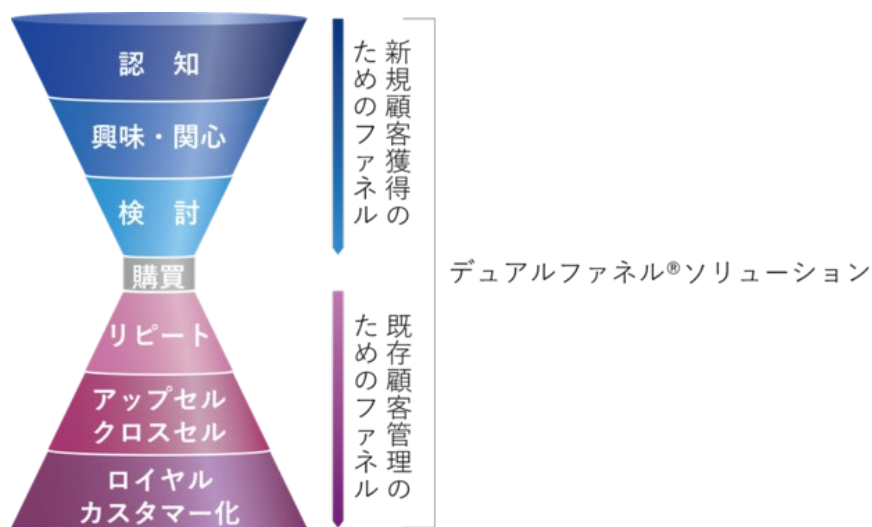 認 知
興味・関心
検 討
購買
リピート
アップセル
クロスセル
ロイヤル
カスタマー化
新規顧客獲得の
ためのファネル
既存顧客管理の
ためのファネル
デュアルファネル®ソリューション